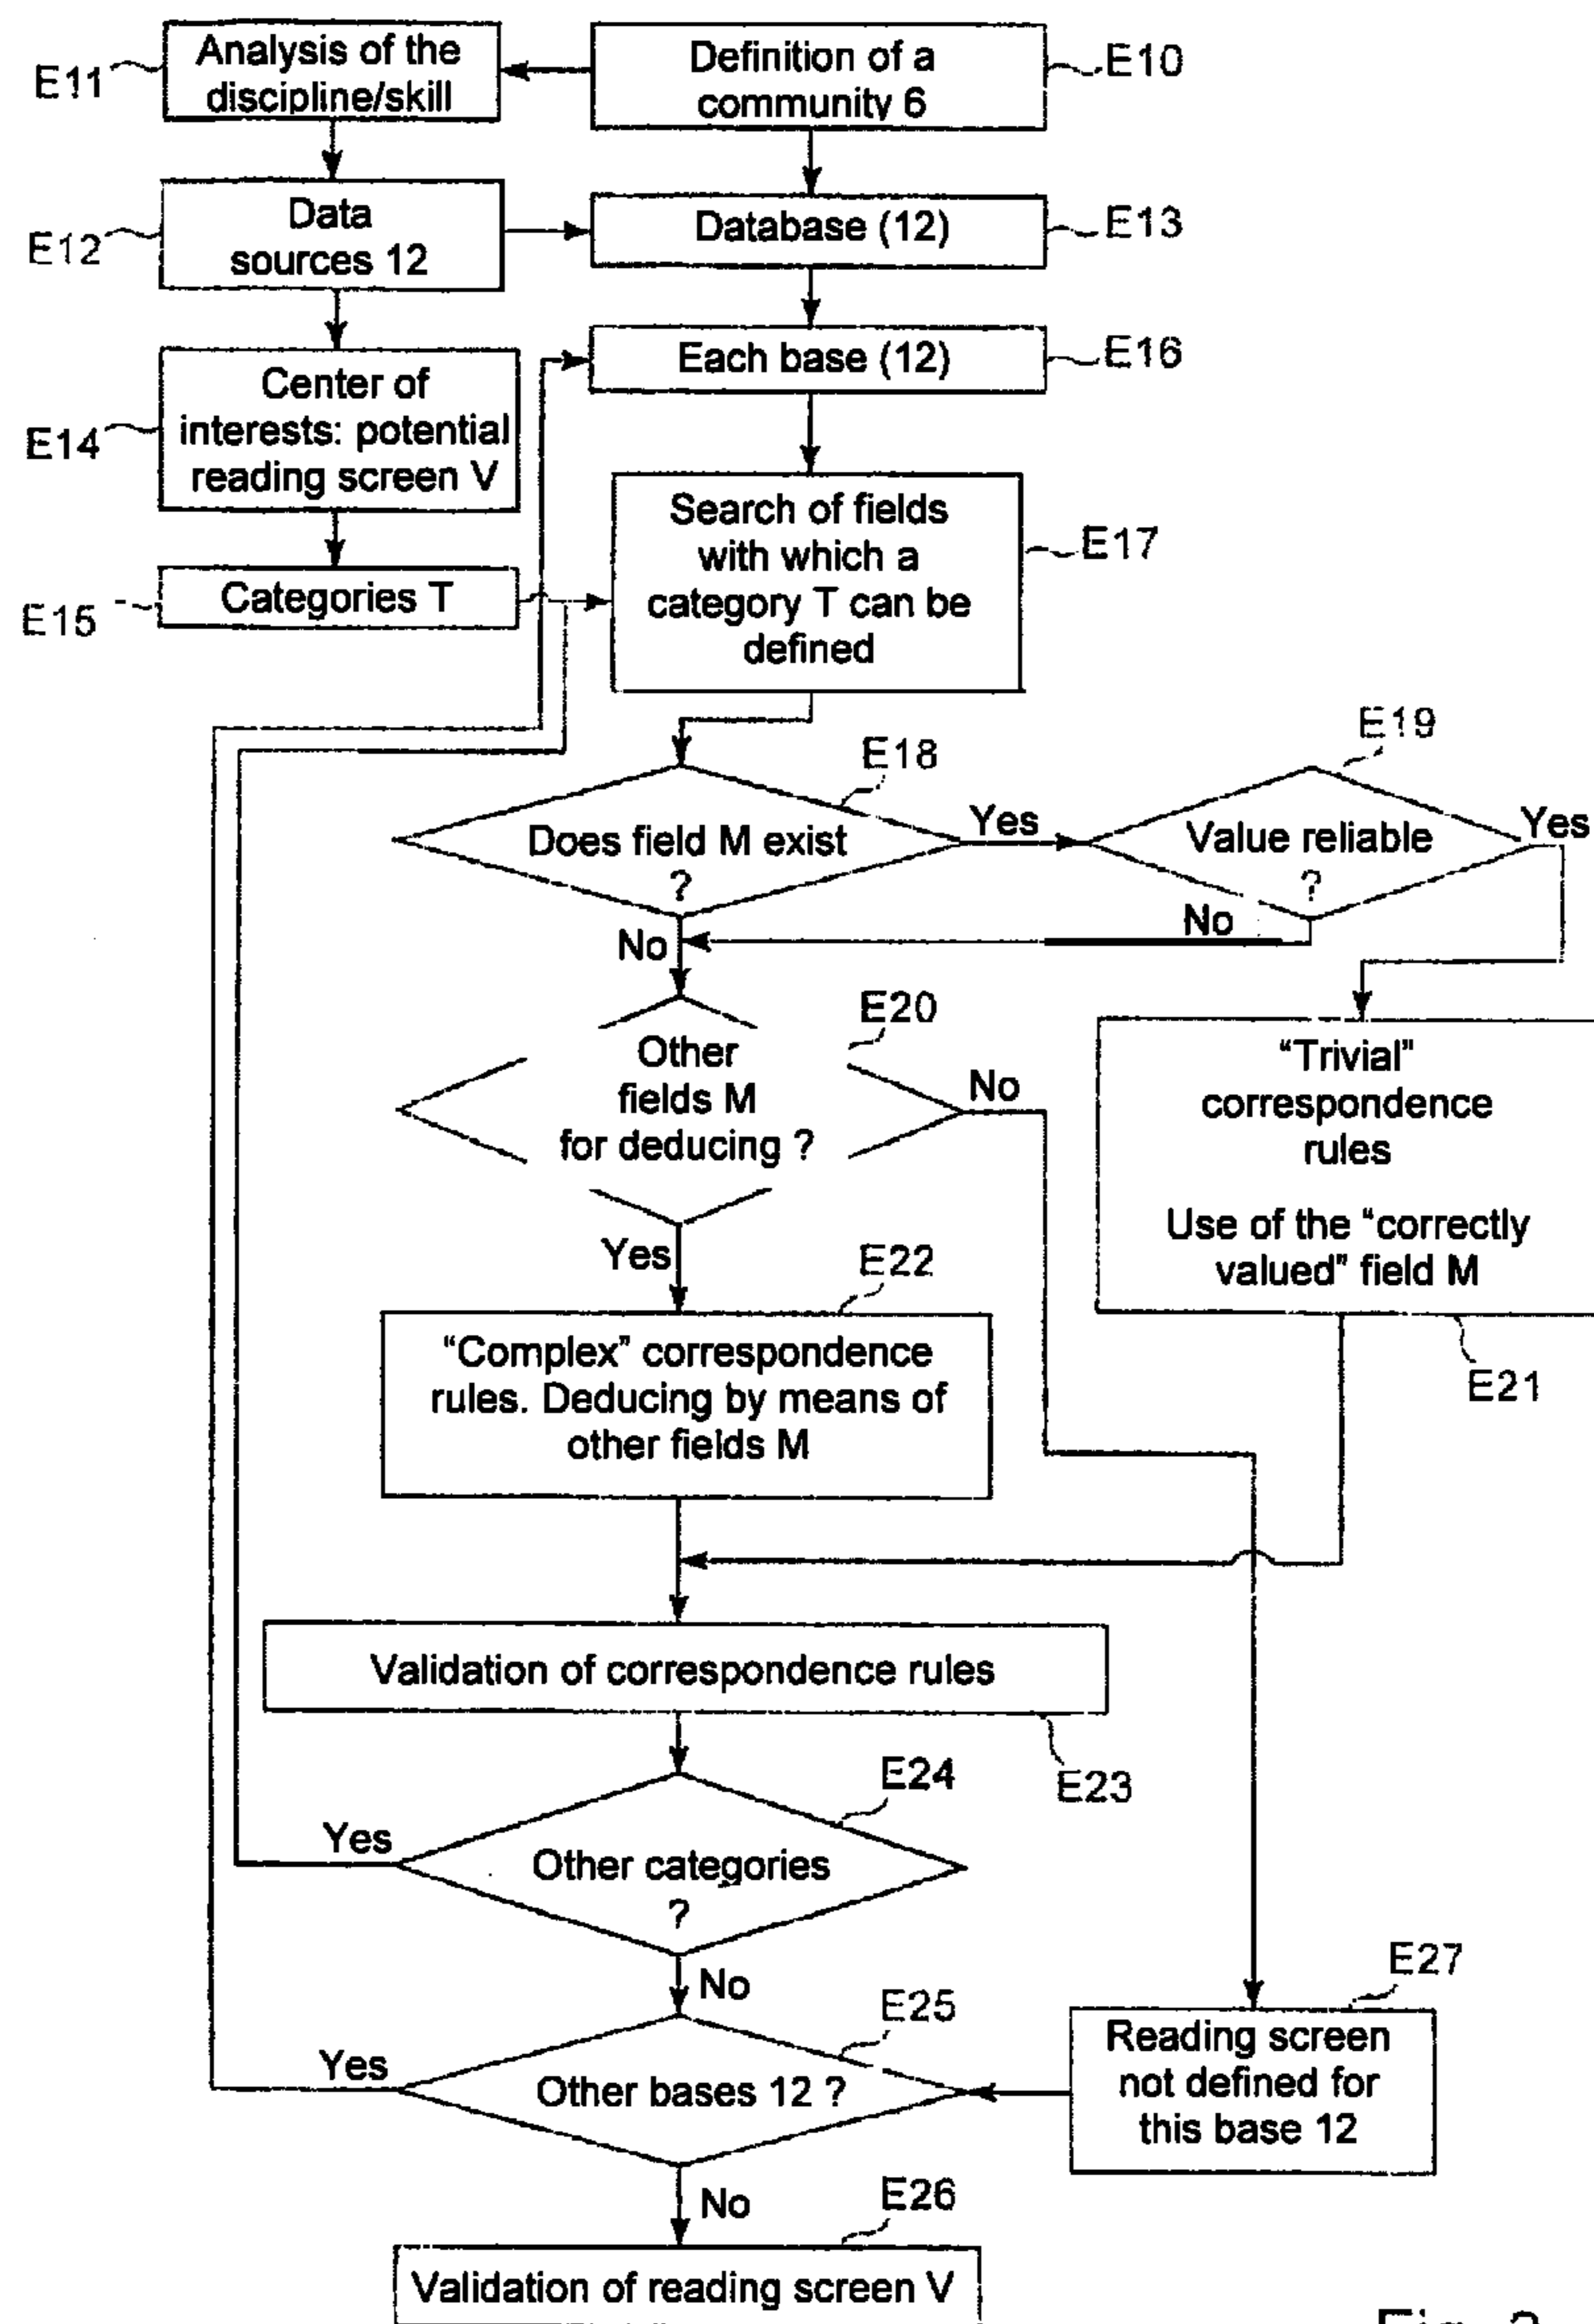 Analysis of the
discipline/skill
E11
Definition of a
community 6
E10
Data
sources 12
E12
Database (12)
E13
Each base (12)
E16
Center of
interests: potential
reading screen V
E14
Search of fields
with which a
category T can be
defined
E17
Categories T
E15
E18
E19
Does field M exist
?
Yes
Value reliable
?
Yes
No
No
E20
Other
fields M
for deducing ?
No
"Trivial"
correspondence
rules
Use of the "correctly
valued" field M
E21
Yes
E22
"Complex" correspondence
rules. Deducing by means of
other fields M
Validation of correspondence rules
E23
E24
Yes
Other categories
?
No
E25
E27
Yes
Other bases 12 ?
Reading screen
not defined for
this base 12
No
E26
Validation of reading screen V